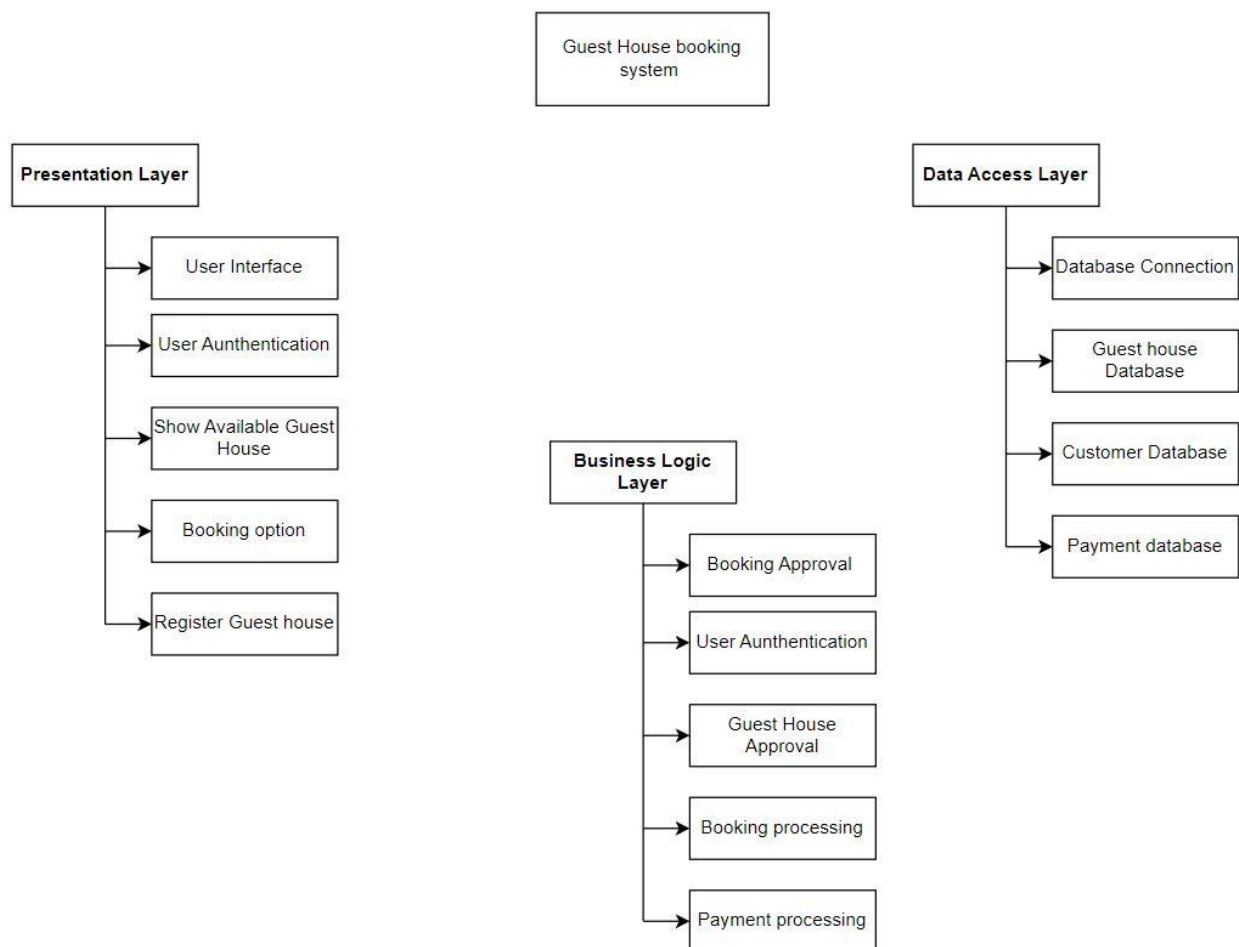 Guest House booking
system
Presentation Layer
User Interface
User Aunthentication
Show Available Guest
House
Booking option
Register Guest house
Business Logic
Layer
Booking Approval
User Aunthentication
Guest House
Approval
Booking processing
Payment processing
Data Access Layer
Database Connection
Guest house
Database
Customer Database
Payment database